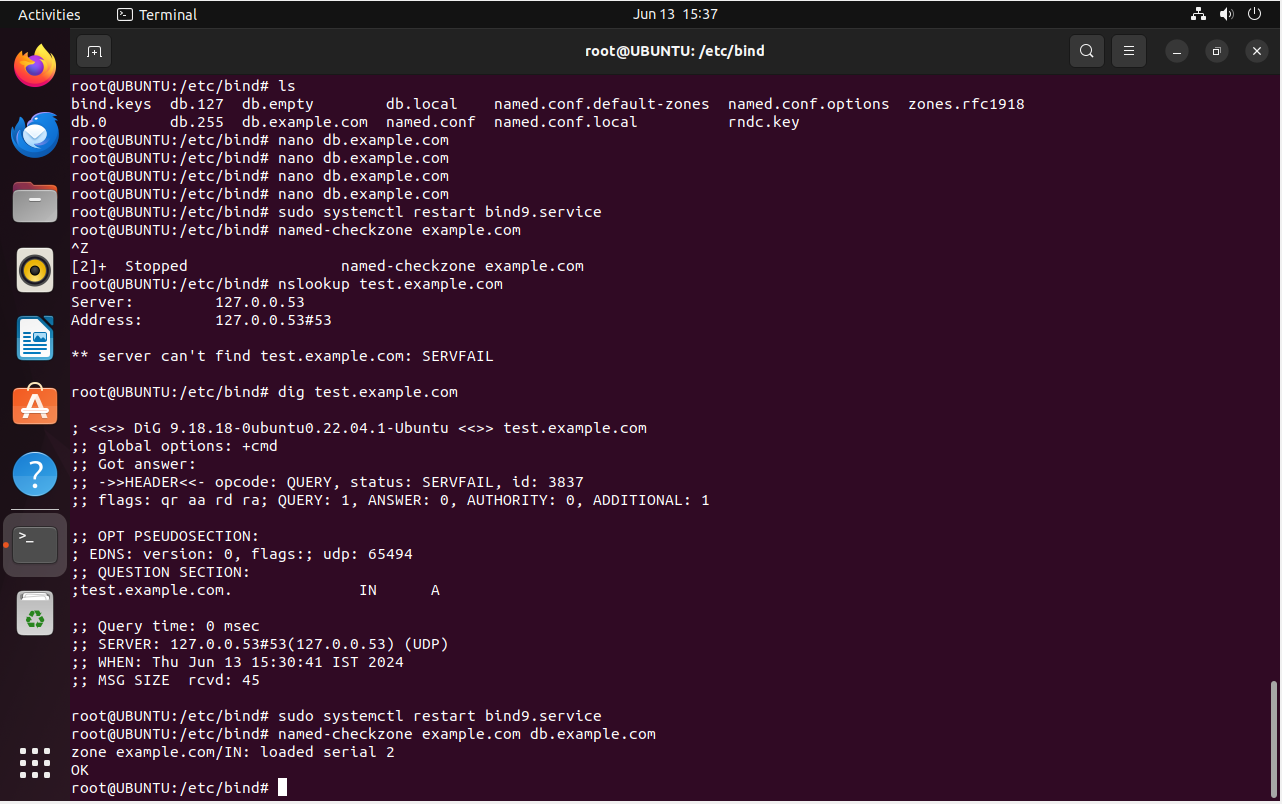 Activities Terminal Jun 13 15:37
root@UBUNTU: /etc/bind
root@UBUNTU:/etc/bind# ls
bind.keys  db.127  db.empty        db.local    named.conf.default-zones  named.conf.options  zones.rfc1918
db.0       db.255  db.example.com  named.conf  named.conf.local          rndc.key
root@UBUNTU:/etc/bind# nano db.example.com
root@UBUNTU:/etc/bind# nano db.example.com
root@UBUNTU:/etc/bind# nano db.example.com
root@UBUNTU:/etc/bind# nano db.example.com
root@UBUNTU:/etc/bind# sudo systemctl restart bind9.service
root@UBUNTU:/etc/bind# named-checkzone example.com
^Z
[2]+  Stopped                 named-checkzone example.com
root@UBUNTU:/etc/bind# nslookup test.example.com
Server:         127.0.0.53
Address:        127.0.0.53#53
** server can't find test.example.com: SERVFAIL
root@UBUNTU:/etc/bind# dig test.example.com
; <<>> DiG 9.18.18-0ubuntu0.22.04.1-Ubuntu <<>> test.example.com
;; global options: +cmd
;; Got answer:
;; ->>HEADER<<- opcode: QUERY, status: SERVFAIL, id: 3837
;; flags: qr aa rd ra; QUERY: 1, ANSWER: 0, AUTHORITY: 0, ADDITIONAL: 1
;; OPT PSEUDOSECTION:
; EDNS: version: 0, flags:; udp: 65494
;; QUESTION SECTION:
;test.example.com.              IN      A
;; Query time: 0 msec
;; SERVER: 127.0.0.53#53(127.0.0.53) (UDP)
;; WHEN: Thu Jun 13 15:30:41 IST 2024
;; MSG SIZE  rcvd: 45
root@UBUNTU:/etc/bind# sudo systemctl restart bind9.service
root@UBUNTU:/etc/bind# named-checkzone example.com db.example.com
zone example.com/IN: loaded serial 2
OK
root@UBUNTU:/etc/bind#